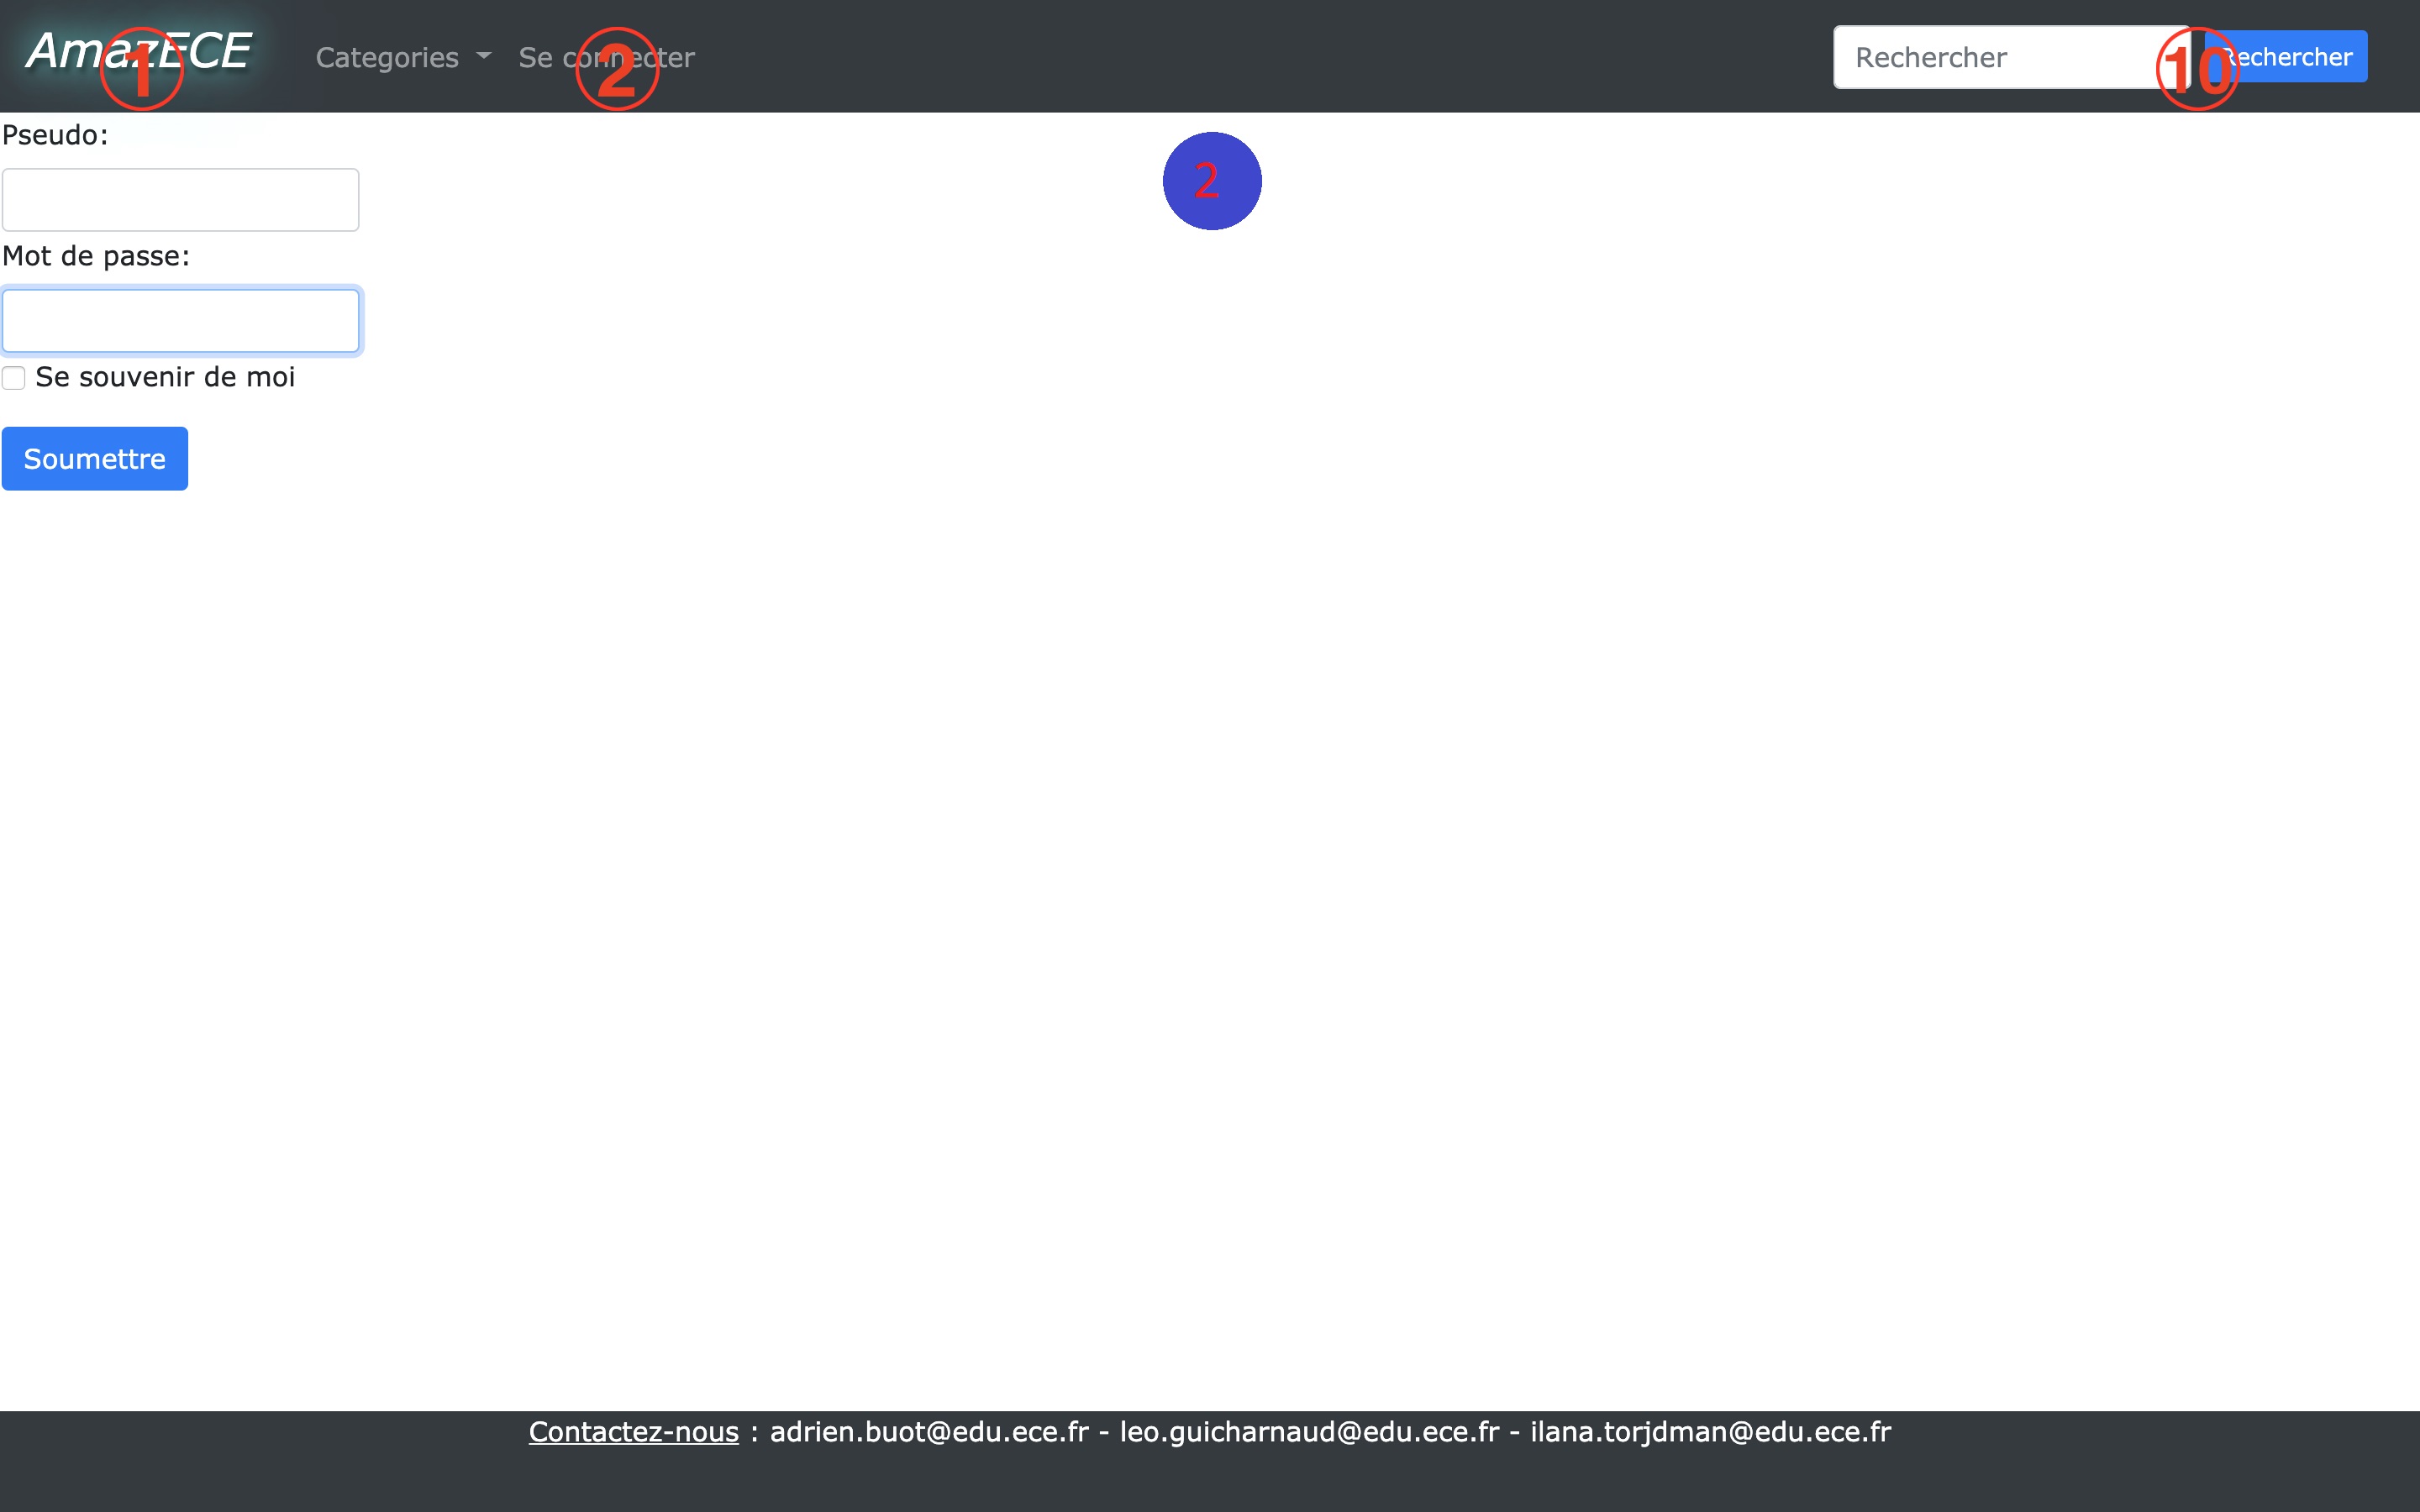 AmazECE
1
Categories
Se connecter
2
Rechercher
10
Rechercher
Pseudo:
2
Mot de passe:
Se souvenir de moi
Soumettre
Contactez-nous : adrien.buot@edu.ece.fr - leo.guicharnaud@edu.ece.fr - ilana.torjdman@edu.ece.fr